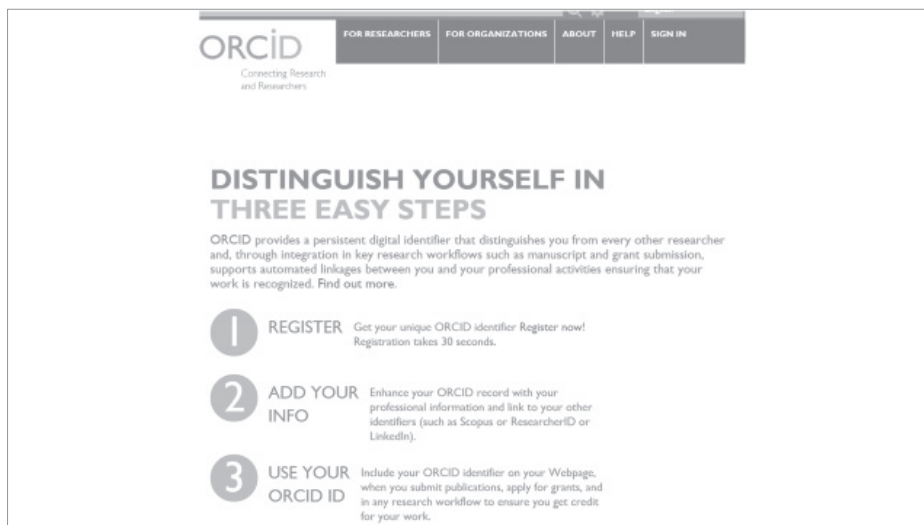 ORCID
FOR RESEARCHERS FOR ORGANIZATIONS ABOUT HELP SIGN IN
Connecting Research
and Researchers
DISTINGUISH YOURSELF IN
THREE EASY STEPS
ORCID provides a persistent digital identifier that distinguishes you from every other researcher
and, through integration in key research workflows such as manuscript and grant submission,
supports automated linkages between you and your professional activities ensuring that your
work is recognized. Find out more.
1 REGISTER Get your unique ORCID identifier Register now!
Registration takes 30 seconds.
2 ADD YOUR
INFO
Enhance your ORCID record with your
professional information and link to your other
identifiers (such as Scopus or ResearcherID or
LinkedIn).
3 USE YOUR
ORCID ID
Include your ORCID identifier on your Webpage,
when you submit publications, apply for grants, and
in any research workflow to ensure you get credit
for your work.